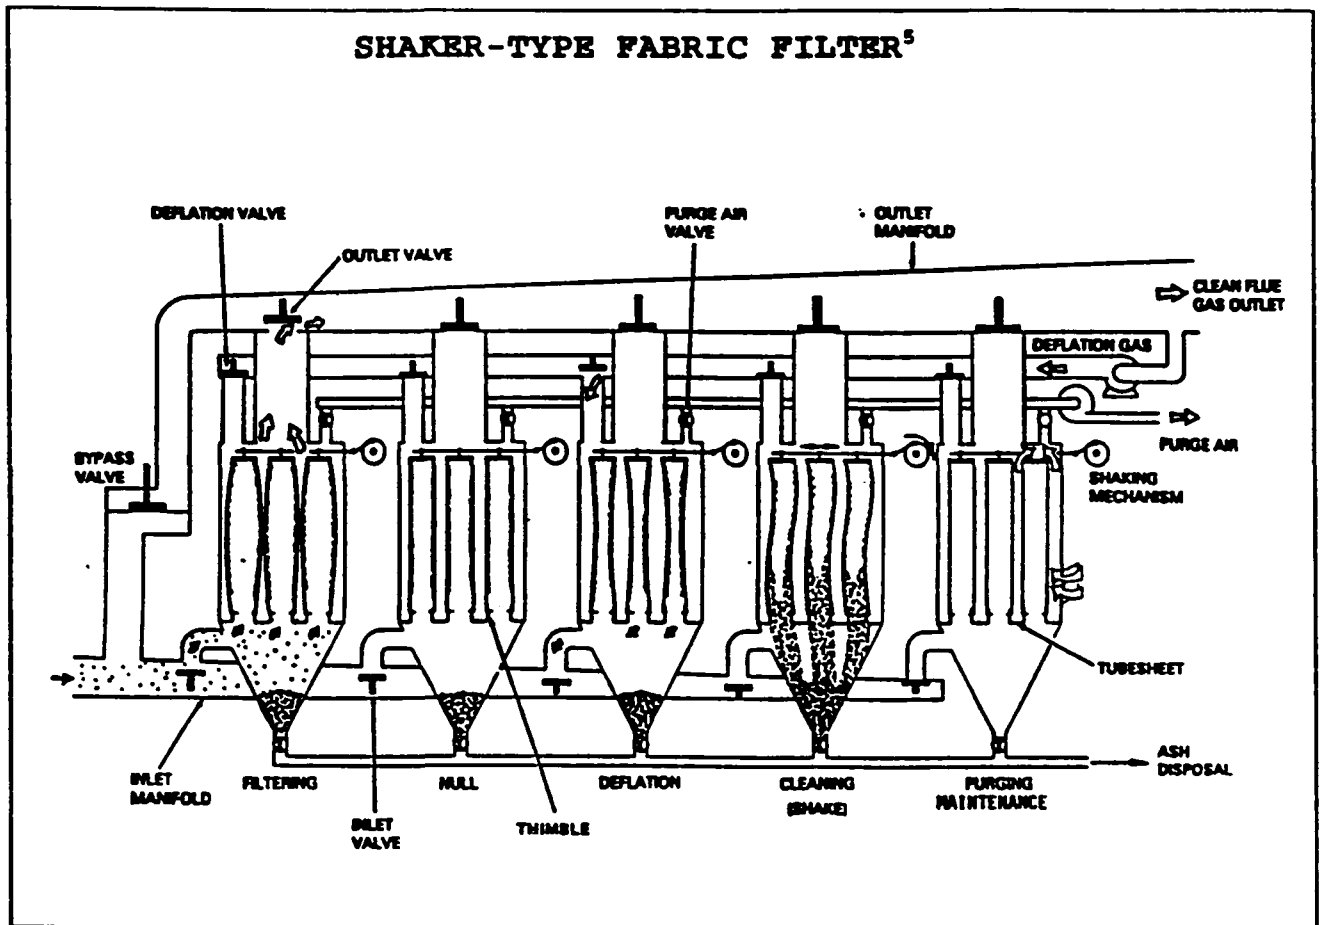 SHAKER-TYPE FABRIC FILTER⁵
DEFLATION VALVE
OUTLET VALVE
PURGE AIR
VALVE
OUTLET
MANIFOLD
CLEAN FLUE
GAS OUTLET
DEFLATION GAS
PURGE AIR
BYPASS
VALVE
SHAKING
MECHANISM
TUBESHEET
INLET
MANIFOLD
FILTERING
NULL
DEFLATION
CLEANING
(SHAKE)
PURGING
MAINTENANCE
ASH
DISPOSAL
INLET
VALVE
THIMBLE